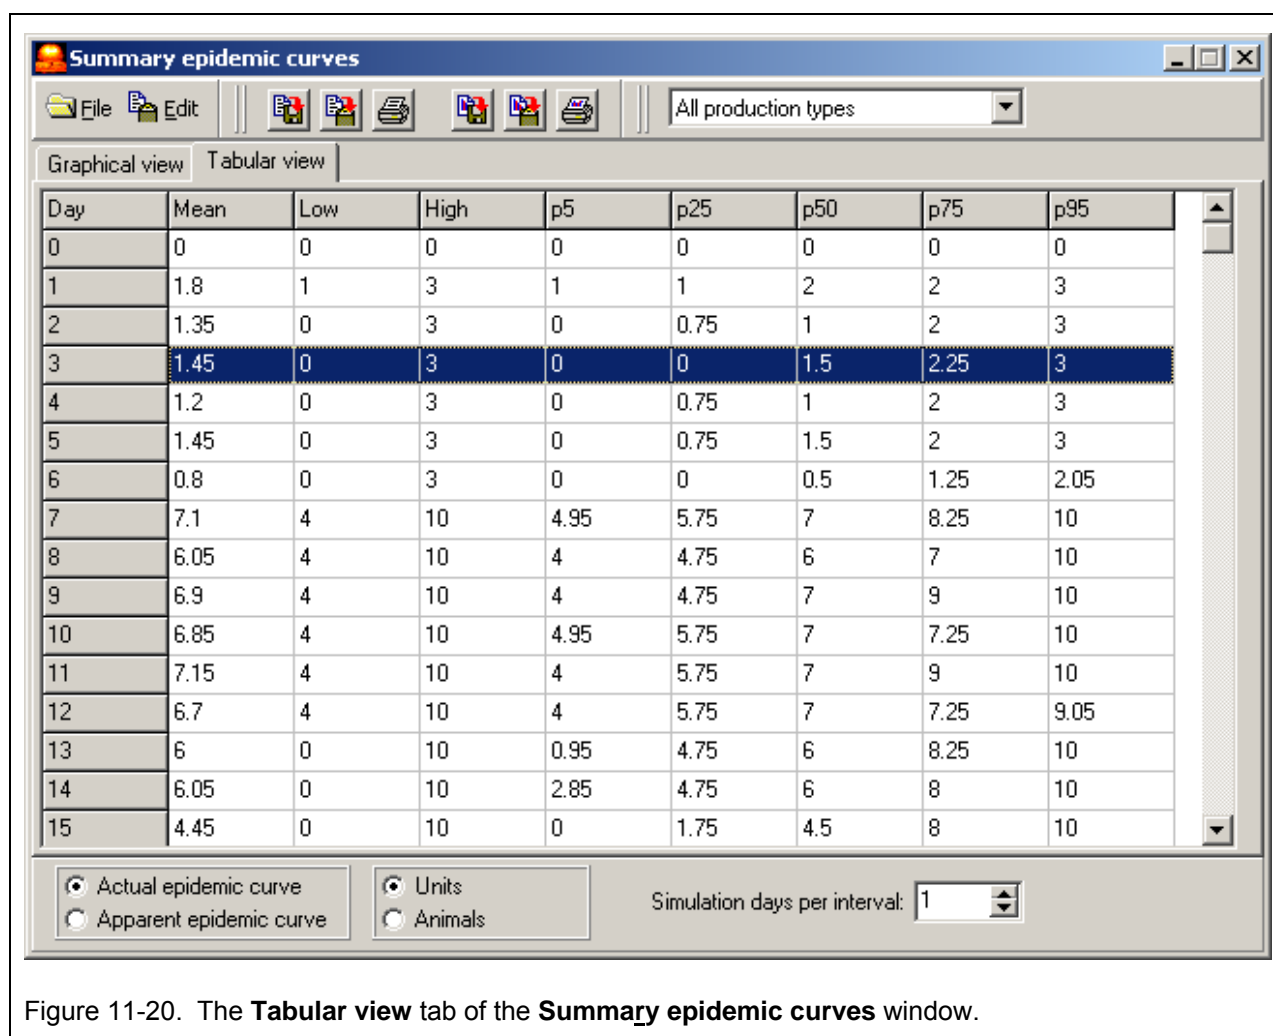 Summary epidemic curves
File Edit All production types
Graphical view Tabular view
Day Mean Low High p5 p25 p50 p75 p95
0 0 0 0 0 0 0 0 0
1 1.8 1 3 1 1 2 2 3
2 1.35 0 3 0 0.75 1 2 3
3 1.45 0 3 0 0 1.5 2.25 3
4 1.2 0 3 0 0.75 1 2 3
5 1.45 0 3 0 0.75 1.5 2 3
6 0.8 0 3 0 0 0.5 1.25 2.05
7 7.1 4 10 4.95 5.75 7 8.25 10
8 6.05 4 10 4 4.75 6 7 10
9 6.9 4 10 4 4.75 7 9 10
10 6.85 4 10 4.95 5.75 7 7.25 10
11 7.15 4 10 4 5.75 7 9 10
12 6.7 4 10 4 5.75 7 7.25 9.05
13 6 0 10 0.95 4.75 6 8.25 10
14 6.05 0 10 2.85 4.75 6 8 10
15 4.45 0 10 0 1.75 4.5 8 10
Actual epidemic curve Units Simulation days per interval: 1
Apparent epidemic curve Animals
Figure 11-20. The Tabular view tab of the Summary epidemic curves window.